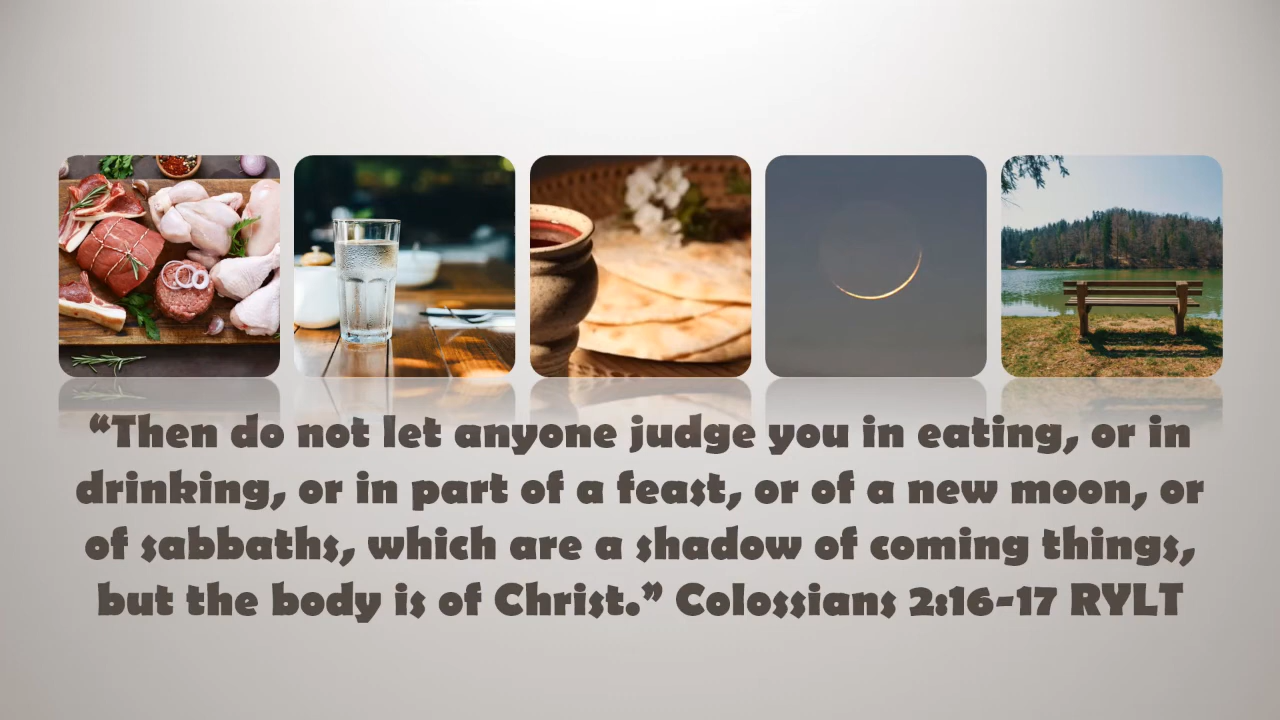 “Then do not let anyone judge you in eating, or in
drinking, or in part of a feast, or of a new moon, or
of sabbaths, which are a shadow of coming things,
but the body is of Christ.” Colossians 2:16-17 RYLT